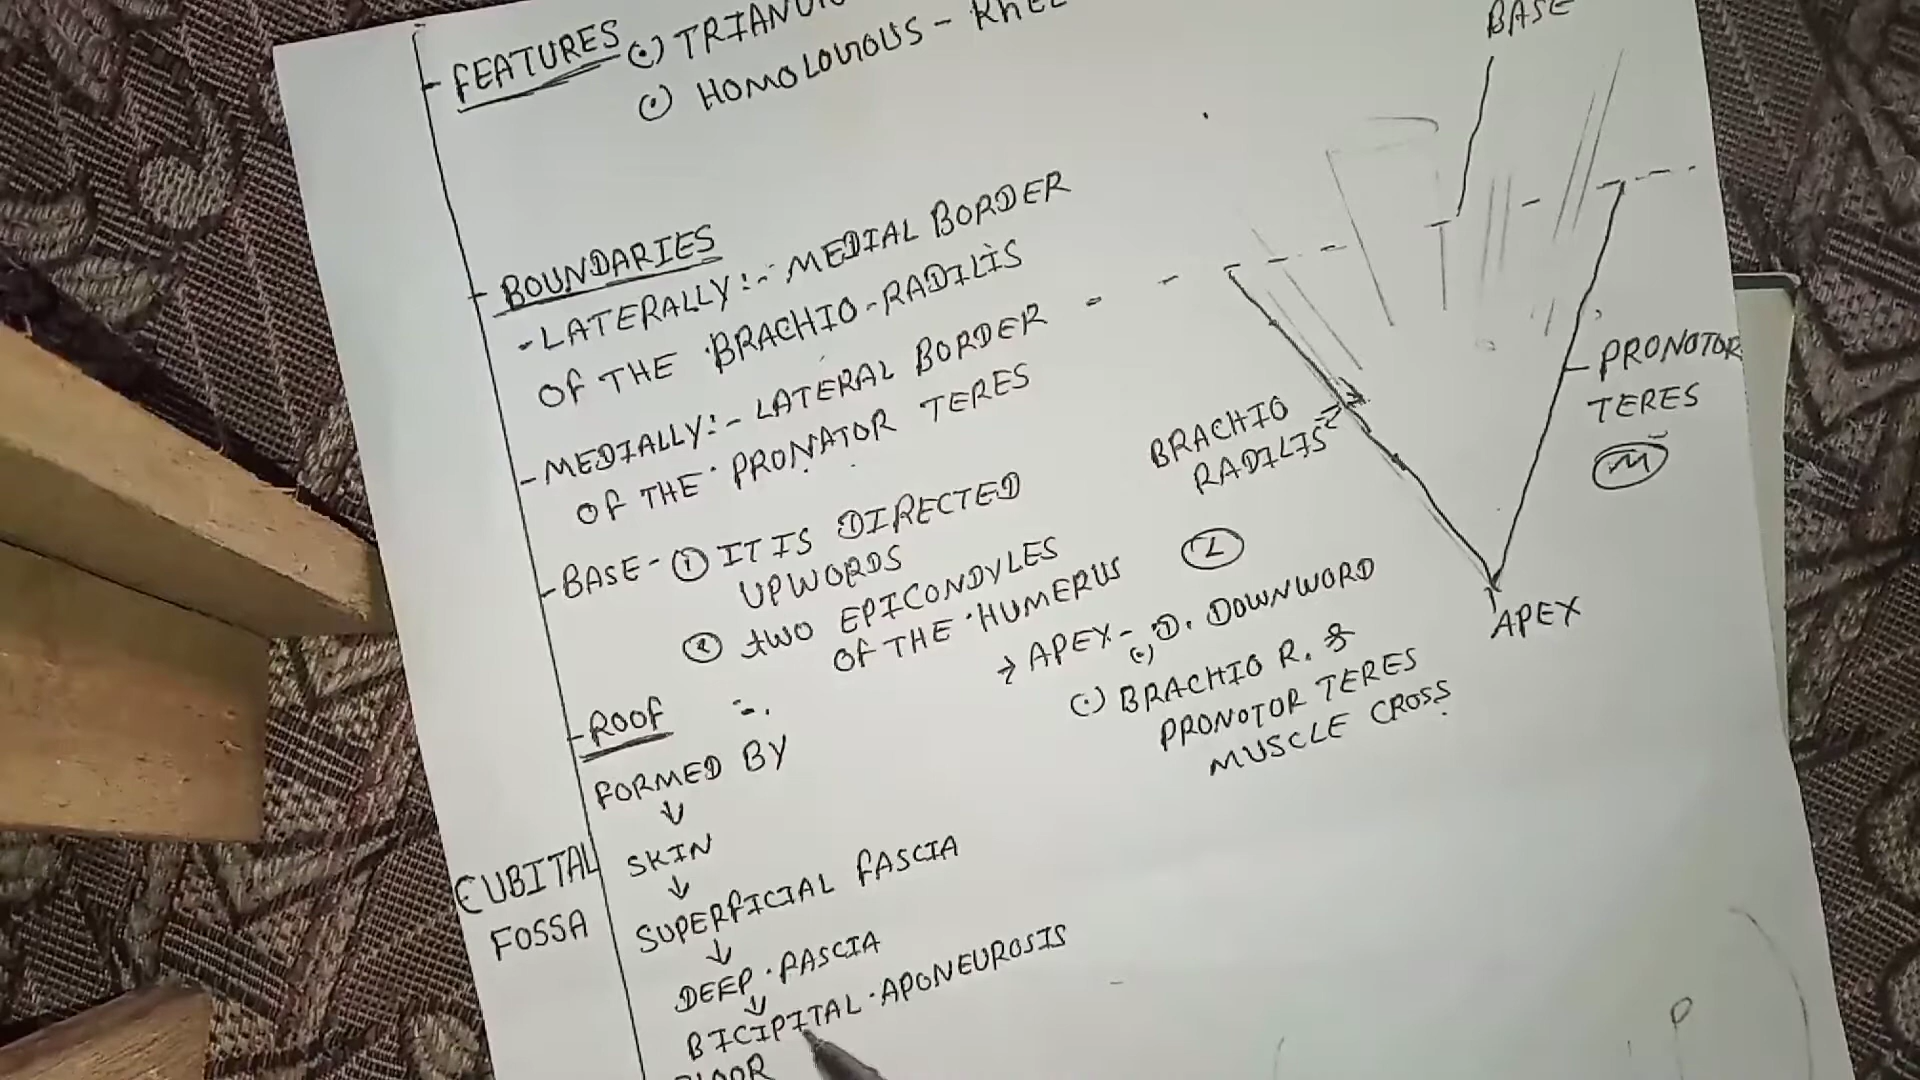 FEATURES
(•) TRIANU
(•) HOMOLOUIOUS -
BOUNDARIES
- LATERALLY :- MEDIAL BORDER
OF THE BRACHIO-RADILIS
- MEDIALLY :- LATERAL BORDER
OF THE PRONATOR TERES
- BASE - ① IT IS DIRECTED
UPWORDS
② TWO EPICONDYLES
OF THE HUMERUS
→ APEX - D. DOWNWORD
(•) BRACHIO R. &
PRONOTOR TERES
MUSCLE CROSS
BASE
PRONOTOR
TERES
M
BRACHIO
RADILIS
L
APEX
ROOF :-
FORMED BY
↓
SKIN
↓
SUPERFICIAL FASCIA
↓
DEEP FASCIA
↓
BICIPITAL APONEUROSIS
CUBITAL
FOSSA
P